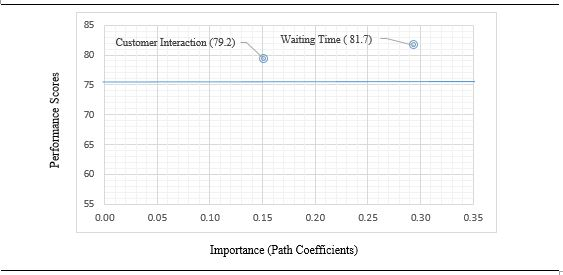 85
Customer Interaction (79.2)
Waiting Time ( 81.7)
80
75
70
65
60
55
Performance Scores
0.00 0.05 0.10 0.15 0.20 0.25 0.30 0.35
Importance (Path Coefficients)